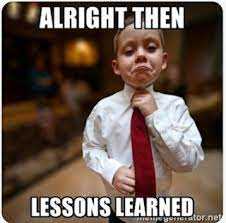 ALRIGHT THEN
LESSONS LEARNED
memegenerator.net